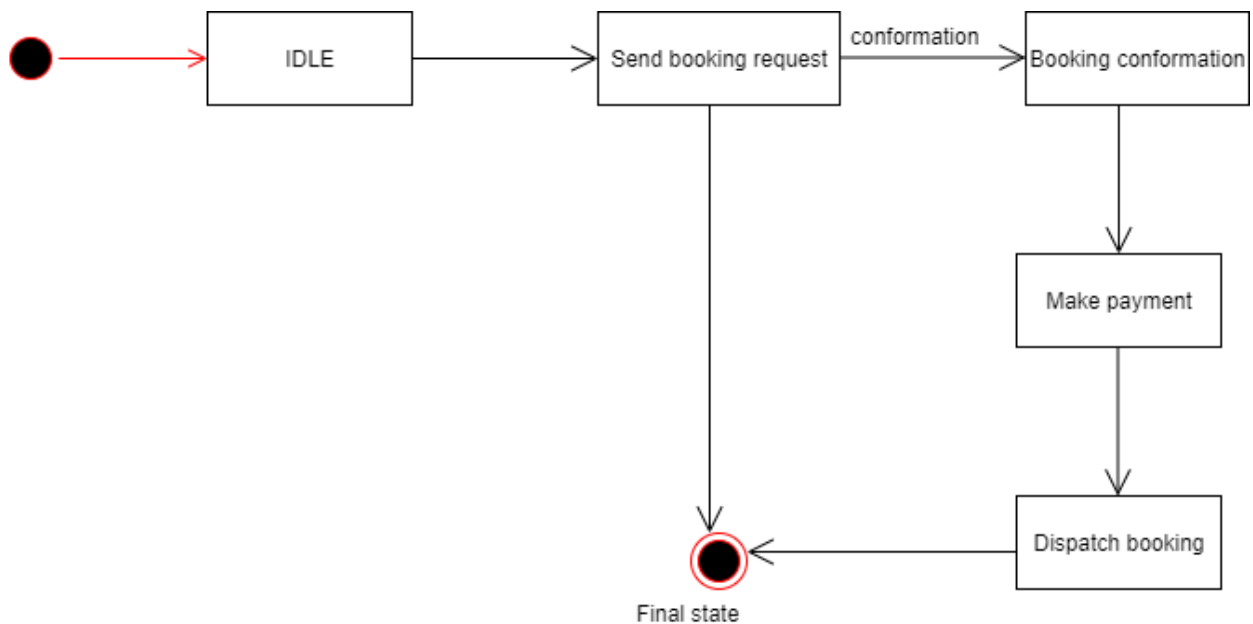 IDLE
Send booking request
conformation
Booking conformation
Make payment
Dispatch booking
Final state